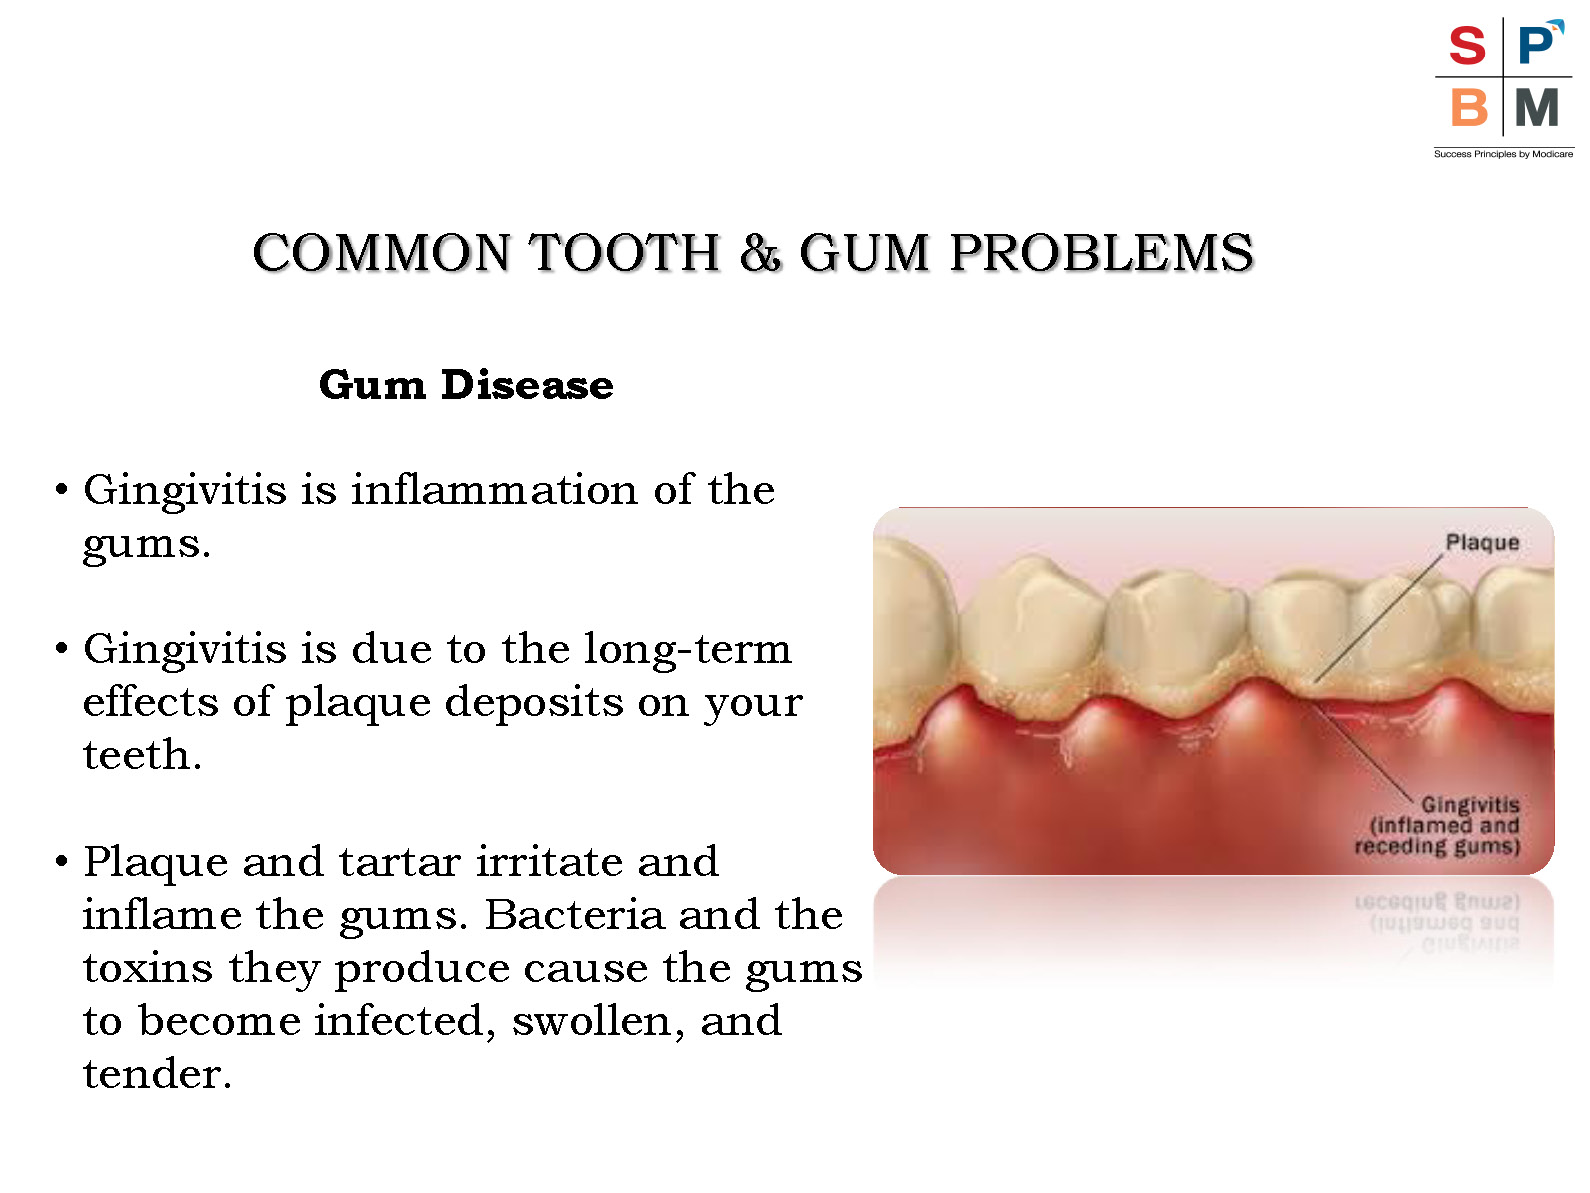 S P
B M
Success Principles by Modicare
COMMON TOOTH & GUM PROBLEMS
Gum Disease
• Gingivitis is inflammation of the
gums.
• Gingivitis is due to the long-term
effects of plaque deposits on your
teeth.
• Plaque and tartar irritate and
inflame the gums. Bacteria and the
toxins they produce cause the gums
to become infected, swollen, and
tender.
Plaque
Gingivitis
(inflamed and
receding gums)